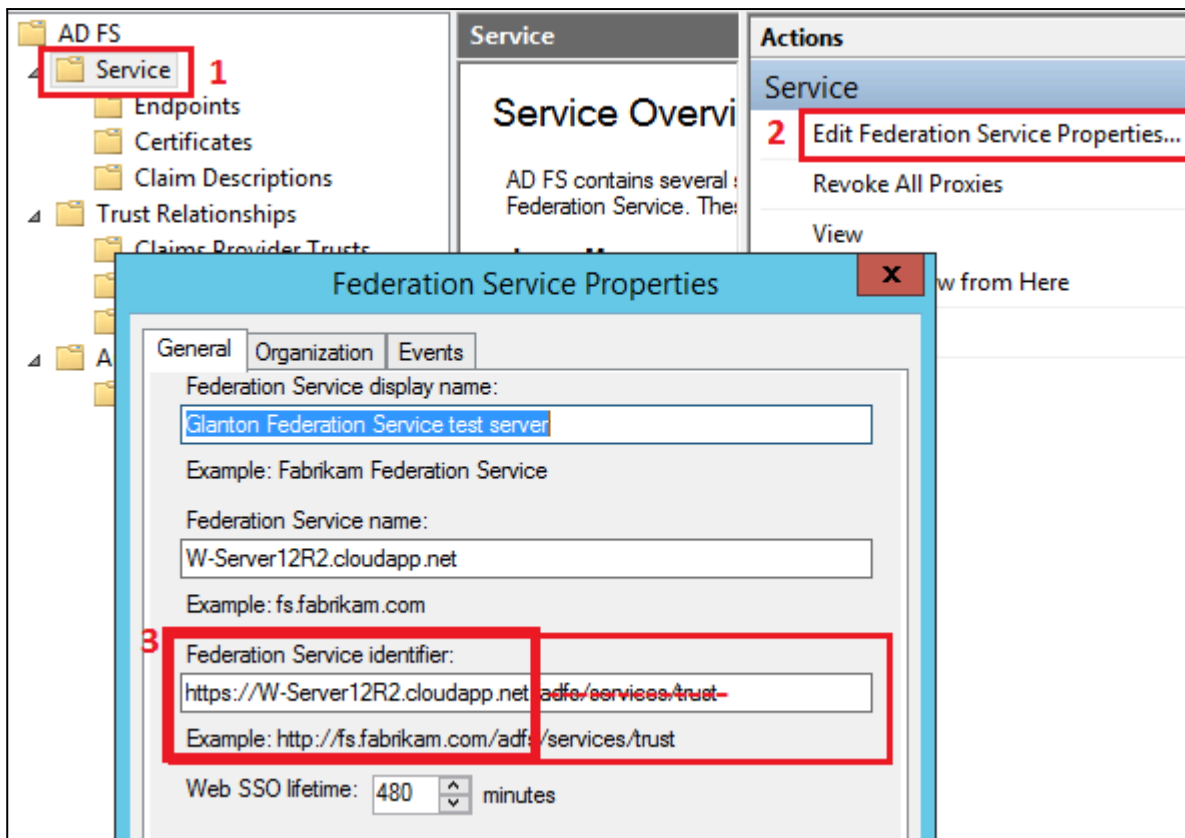 AD FS
Service 1
Endpoints
Certificates
Claim Descriptions
Trust Relationships
Claims Provider Trusts
A
Service
Service Overvi
AD FS contains several s
Federation Service. Thes
Actions
Service
2 Edit Federation Service Properties...
Revoke All Proxies
View
w from Here
Federation Service Properties
x
General Organization Events
Federation Service display name:
Glanton Federation Service test server
Example: Fabrikam Federation Service
Federation Service name:
W-Server12R2.cloudapp.net
Example: fs.fabrikam.com
3
Federation Service identifier:
https://W-Server12R2.cloudapp.net/adfs/services/trust
Example: http://fs.fabrikam.com/adfs/services/trust
Web SSO lifetime: 480 minutes